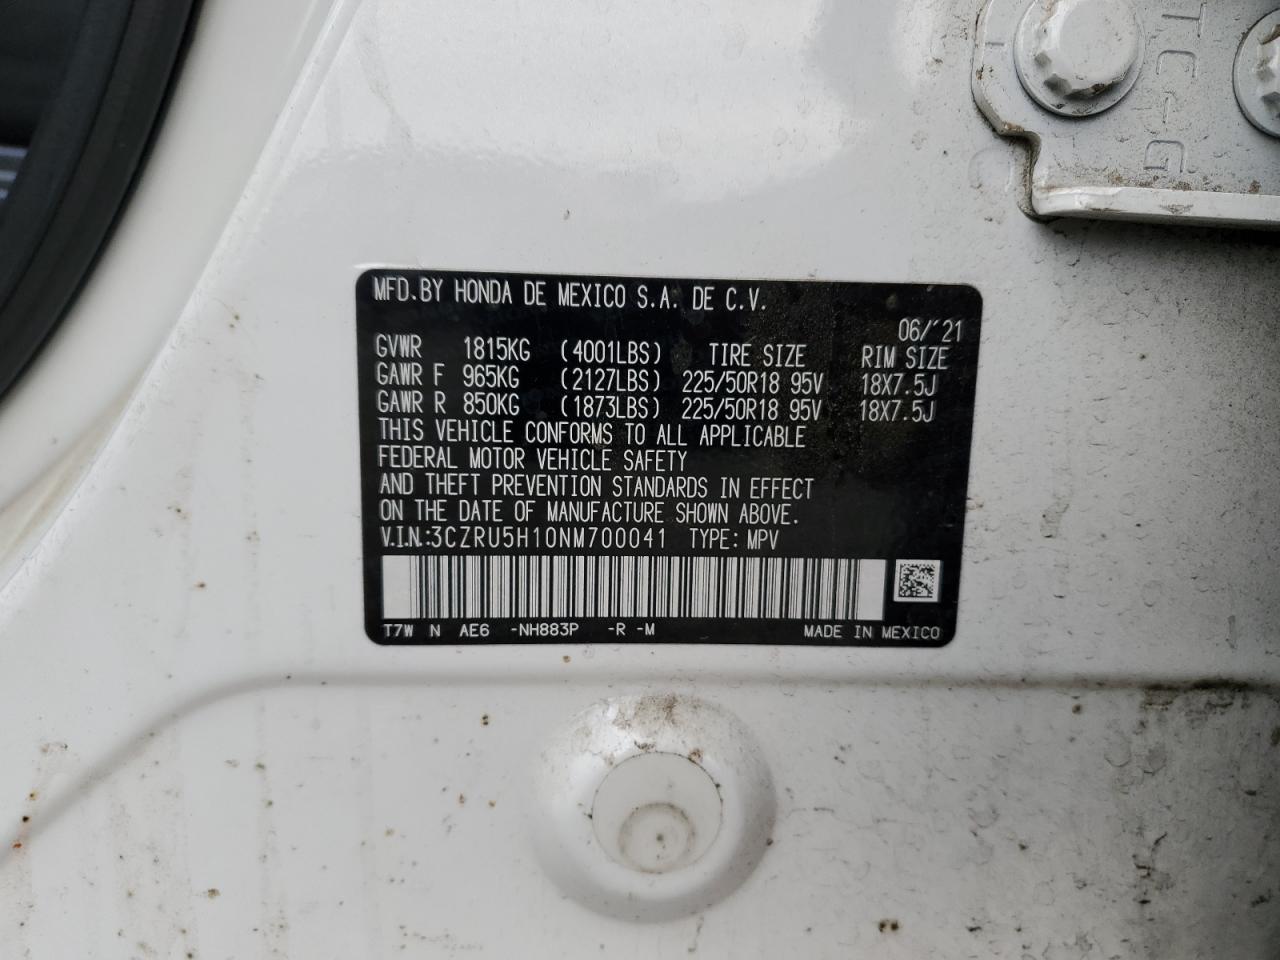 MFD.BY HONDA DE MEXICO S.A. DE C.V.
06/'21
GVWR 1815KG (4001LBS) TIRE SIZE RIM SIZE
GAWR F 965KG (2127LBS) 225/50R18 95V 18X7.5J
GAWR R 850KG (1873LBS) 225/50R18 95V 18X7.5J
THIS VEHICLE CONFORMS TO ALL APPLICABLE
FEDERAL MOTOR VEHICLE SAFETY
AND THEFT PREVENTION STANDARDS IN EFFECT
ON THE DATE OF MANUFACTURE SHOWN ABOVE.
V.I.N.:3CZRU5H10NM700041 TYPE: MPV
T7W N AE6 -NH883P -R -M MADE IN MEXICO